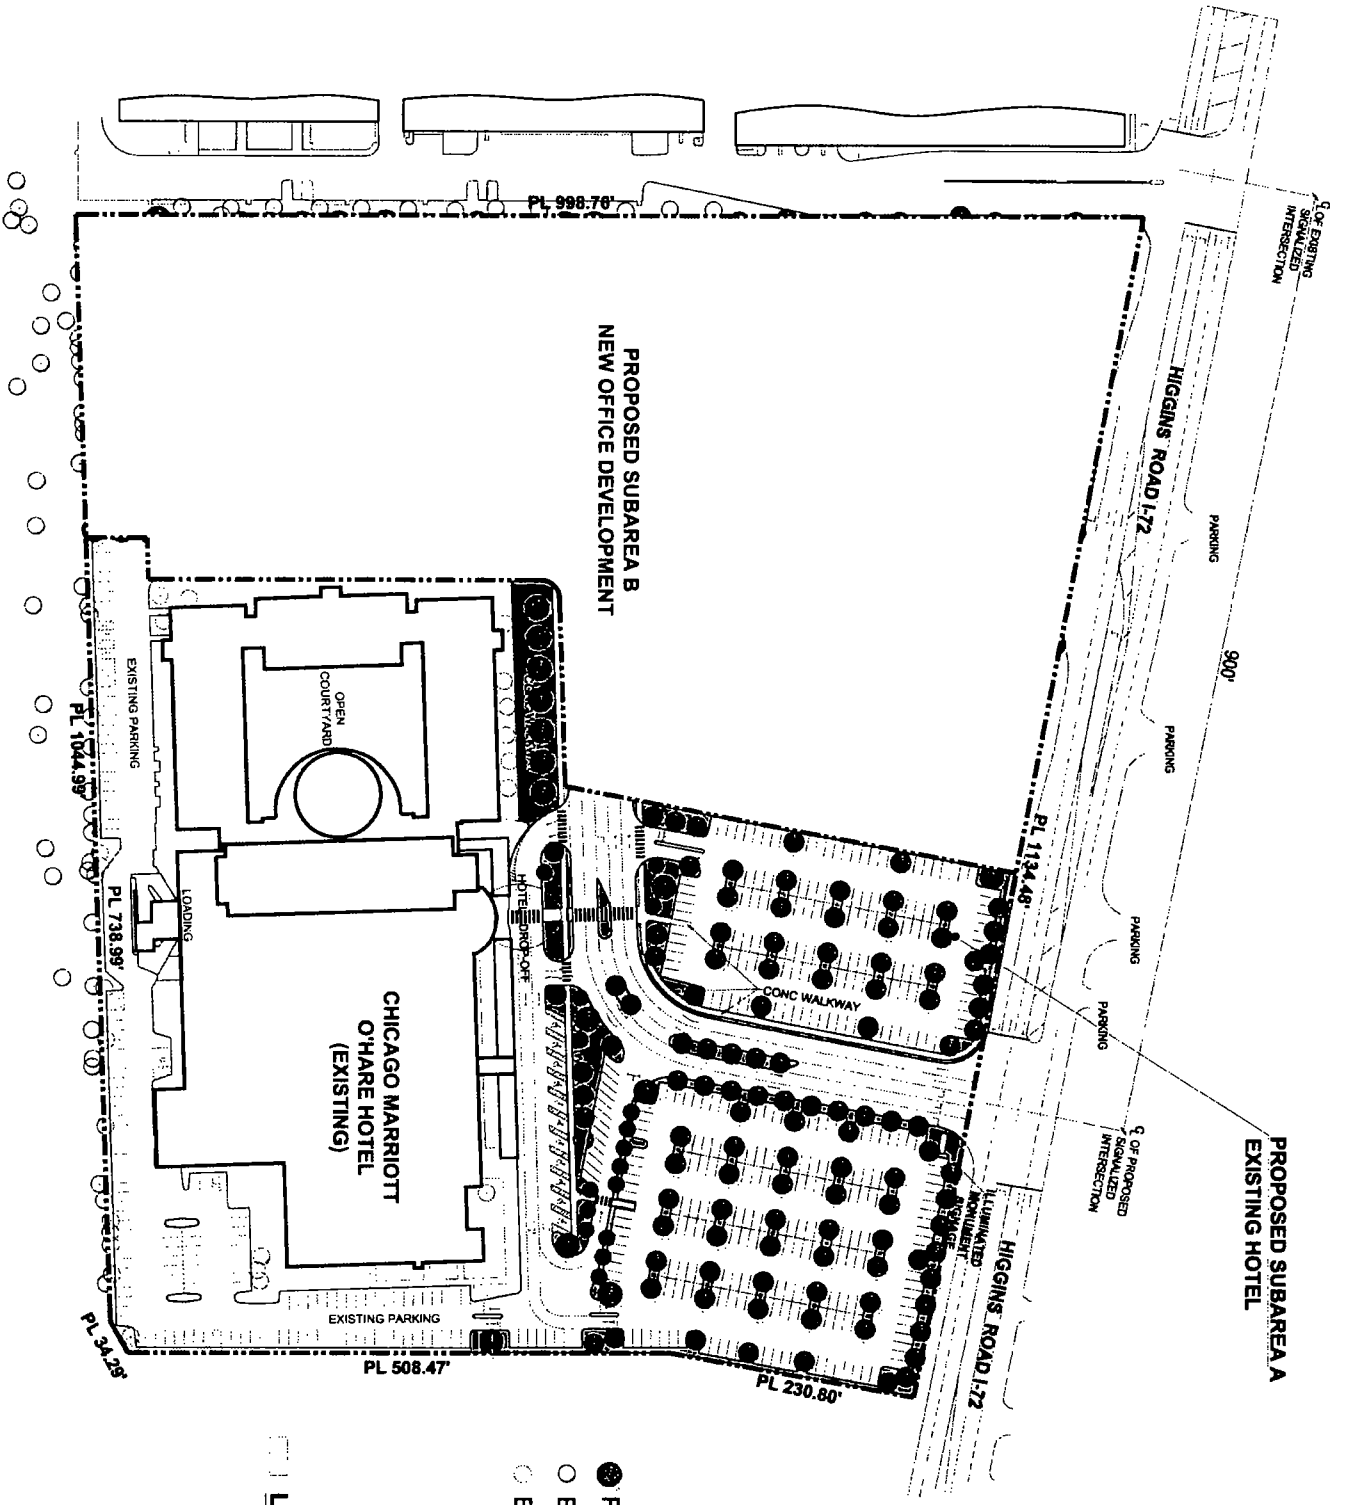 PROPOSED SUBAREA A
EXISTING HOTEL
℄ OF EXISTING
SIGNALIZED
INTERSECTION
900'
℄ OF PROPOSED
SIGNALIZED
INTERSECTION
PARKING
PARKING
PARKING
PARKING
HIGGINS ROAD I-72
HIGGINS ROAD I-72
PL 1134.48'
ILLUMINATED
MONUMENT
SIGNAGE
CONC WALKWAY
PL 998.76'
PROPOSED SUBAREA B
NEW OFFICE DEVELOPMENT
PL 230.80'
HOTEL DROP-OFF
OPEN
COURTYARD
CHICAGO MARRIOTT
O'HARE HOTEL
(EXISTING)
EXISTING PARKING
PL 508.47'
LOADING
EXISTING PARKING
PL 1044.99'
PL 738.99'
PL 34.29'